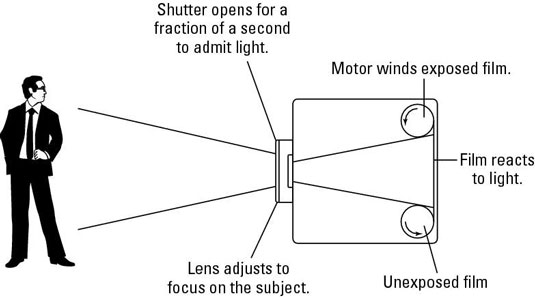 Shutter opens for a
fraction of a second
to admit light.
Motor winds exposed film.
Film reacts
to light.
Lens adjusts to
focus on the subject.
Unexposed film